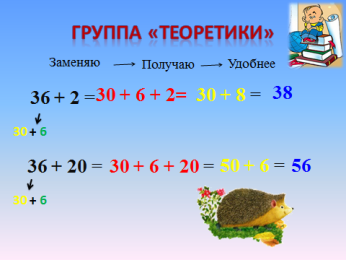 ГРУППА «ТЕОРЕТИКИ»
Заменяю → Получаю → Удобнее
36 + 2 = 30 + 6 + 2= 30 + 8 = 38
30 + 6
36 + 20 = 30 + 6 + 20 = 50 + 6 = 56
30 + 6